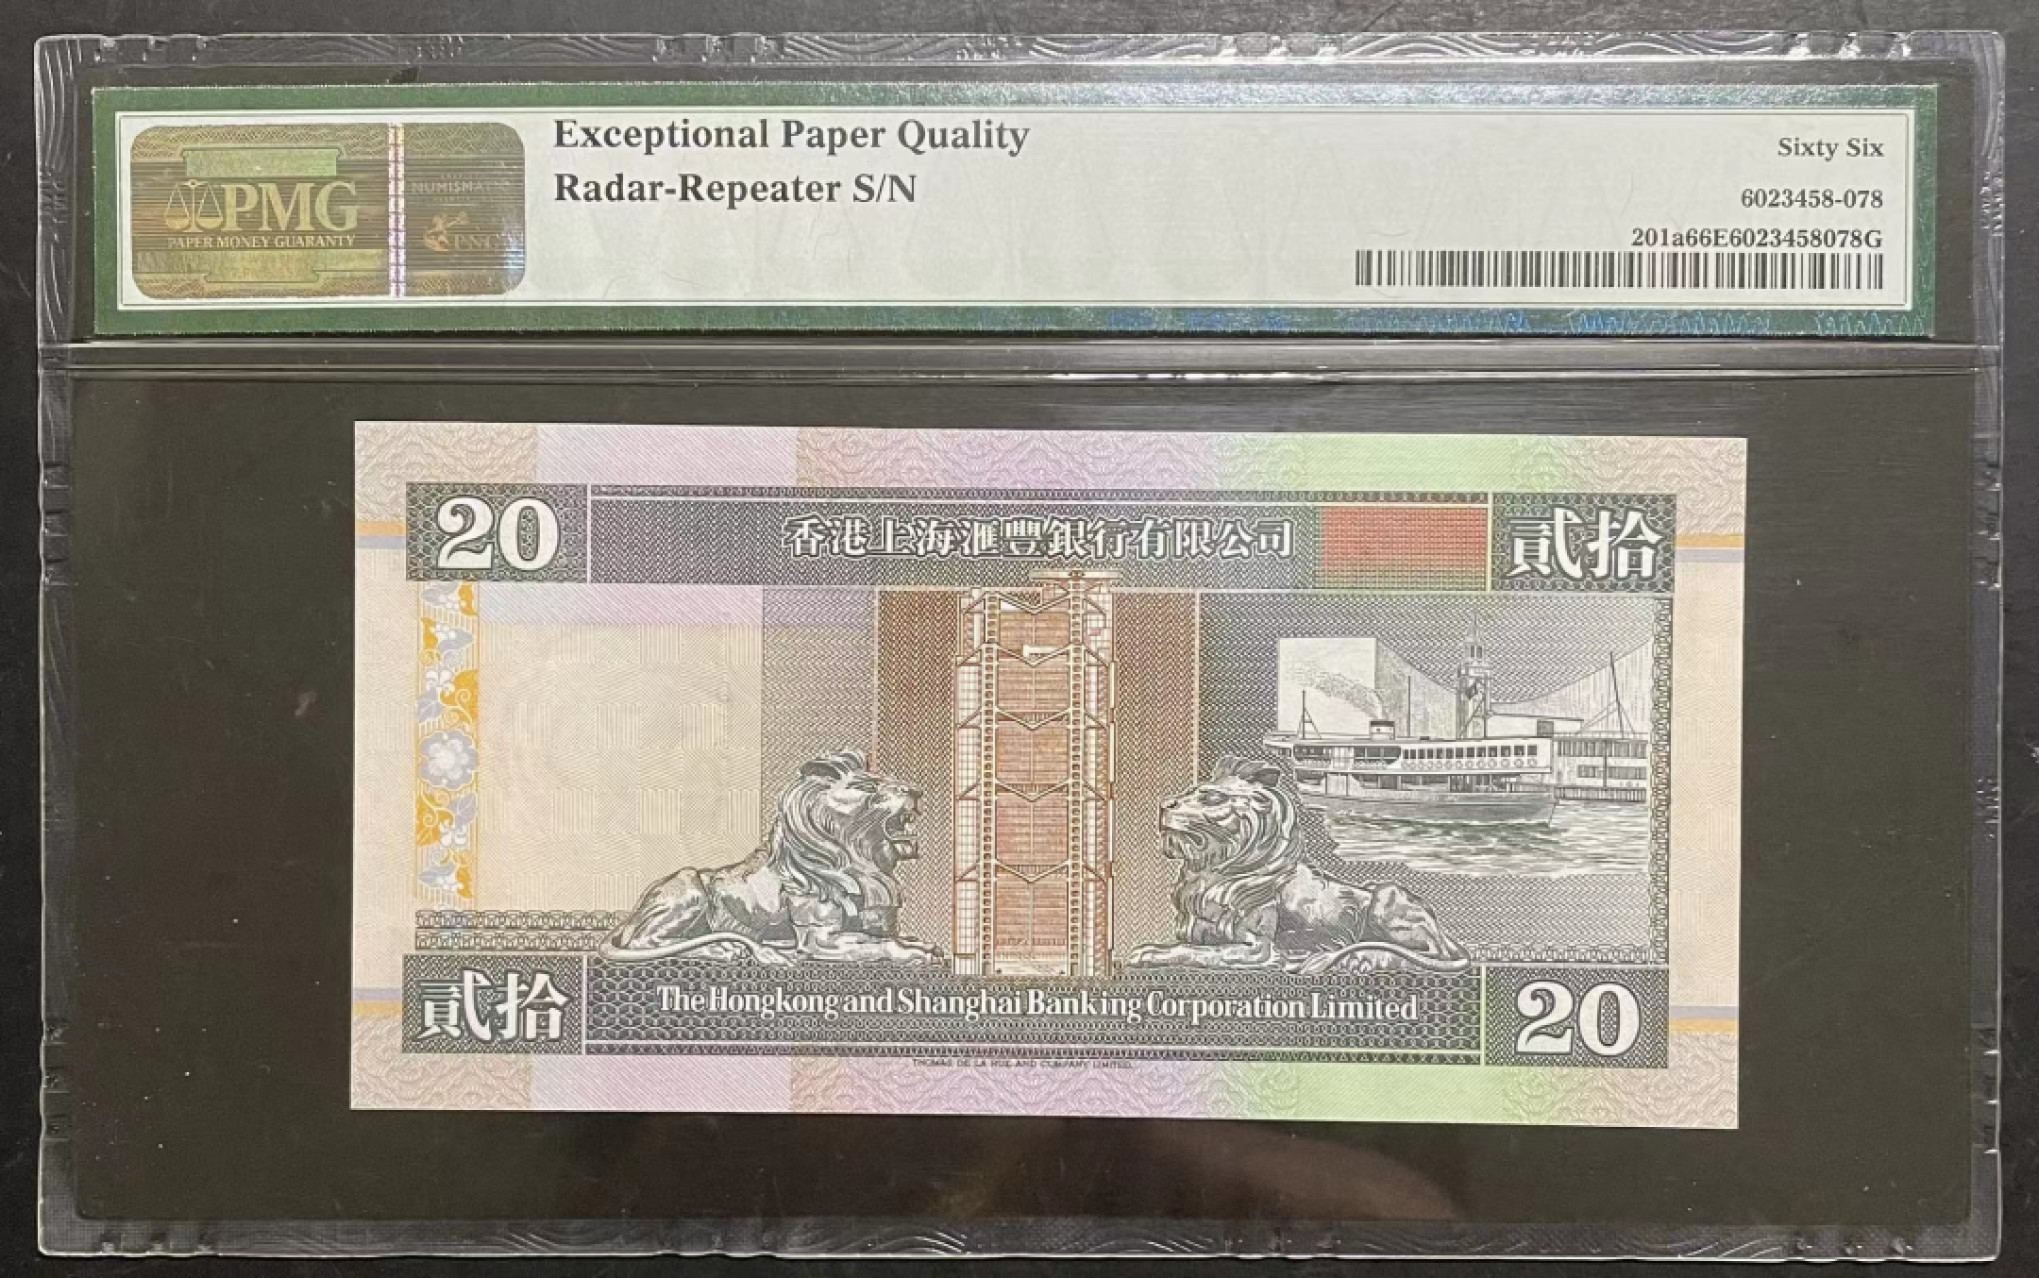 Exceptional Paper Quality
Radar-Repeater S/N
Sixty Six
6023458-078
201a66E6023458078G
PMG
PAPER MONEY GUARANTY
NUMISMATIC
PNG
20
香港上海滙豐銀行有限公司
貳拾
貳拾
The Hongkong and Shanghai Banking Corporation Limited
20
THOMAS DE LA RUE AND COMPANY LIMITED.